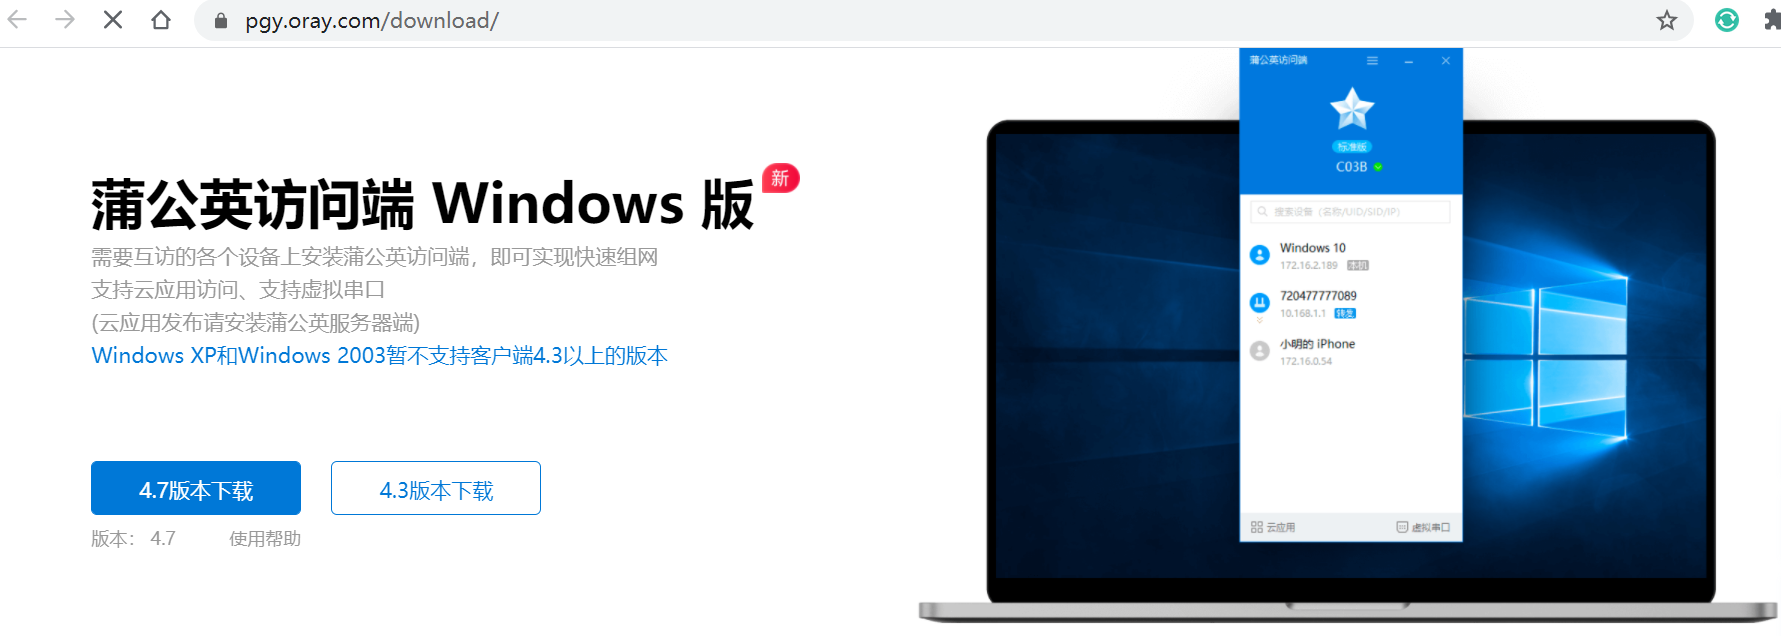 pgy.oray.com/download/
蒲公英访问端 Windows 版
新
需要互访的各个设备上安装蒲公英访问端，即可实现快速组网
支持云应用访问、支持虚拟串口
(云应用发布请安装蒲公英服务器端)
Windows XP和Windows 2003暂不支持客户端4.3以上的版本
4.7版本下载
4.3版本下载
版本： 4.7
使用帮助
蒲公英访问端
标准版
C03B
搜索设备（名称/UID/SID/IP）
Windows 10
172.16.2.189 本机
720477777089
10.168.1.1 转发
小明的 iPhone
172.16.0.54
云应用
虚拟串口